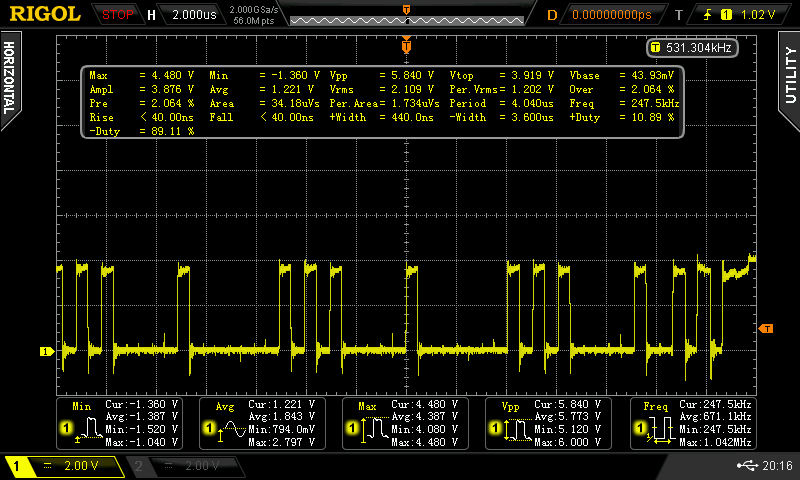 RIGOL STOP H 2.000us 2.000GSa/s 56.0M pts D 0.00000000ps T 1 1.02 V
T 531.304kHz
HORIZONTAL
UTILITY
Max = 4.480 V Min = -1.360 V Vpp = 5.840 V Vtop = 3.919 V Vbase = 43.93mV
Ampl = 3.876 V Avg = 1.221 V Vrms = 2.109 V Per.Vrms= 1.202 V Over = 2.064 %
Pre = 2.064 % Area = 34.18uVs Per.Area= 1.734uVs Period = 4.040us Freq = 247.5kHz
Rise < 40.00ns Fall < 40.00ns +Width = 440.0ns -Width = 3.600us +Duty = 10.89 %
-Duty = 89.11 %
T
1
T
1 Min Cur:-1.360 V Avg:-1.387 V Min:-1.520 V Max:-1.040 V
1 Avg Cur:1.221 V Avg:1.843 V Min:794.0mV Max:2.797 V
1 Max Cur:4.480 V Avg:4.387 V Min:4.080 V Max:4.480 V
1 Vpp Cur:5.840 V Avg:5.773 V Min:5.120 V Max:6.000 V
1 Freq Cur:247.5kHz Avg:671.1kHz Min:247.5kHz Max:1.042MHz
1 2.00 V 2 2.00 V 20:16